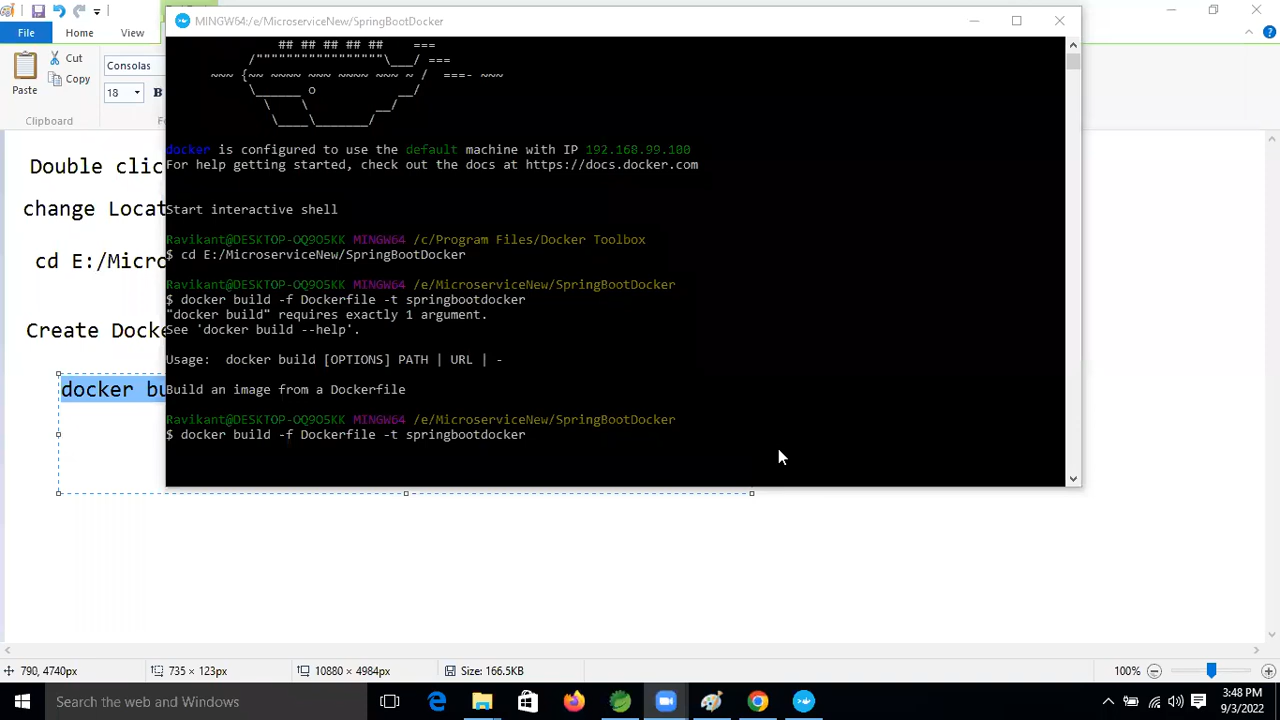 MINGW64:/e/MicroserviceNew/SpringBootDocker
File
Home
View
Cut
Copy
Paste
Clipboard
Consolas
18
B
## ## ## ## ##    ===
/"""""""""""""""""\___/ ===
~~~ {~~ ~~~~ ~~~ ~~~~ ~~~ ~ /  ===- ~~~
\______ o           __/
\    \         __/
\____\_______/
docker is configured to use the default machine with IP 192.168.99.100
For help getting started, check out the docs at https://docs.docker.com
Start interactive shell
Ravikant@DESKTOP-OQ9O5KK MINGW64 /c/Program Files/Docker Toolbox
$ cd E:/MicroserviceNew/SpringBootDocker
Ravikant@DESKTOP-OQ9O5KK MINGW64 /e/MicroserviceNew/SpringBootDocker
$ docker build -f Dockerfile -t springbootdocker
"docker build" requires exactly 1 argument.
See 'docker build --help'.
Usage:  docker build [OPTIONS] PATH | URL | -
Build an image from a Dockerfile
Ravikant@DESKTOP-OQ9O5KK MINGW64 /e/MicroserviceNew/SpringBootDocker
$ docker build -f Dockerfile -t springbootdocker
Double clic
change Locat
cd E:/Micro
Create Docke
docker bu
790, 4740px
735 × 123px
10880 × 4984px
Size: 166.5KB
100%
Search the web and Windows
3:48 PM
9/3/2022